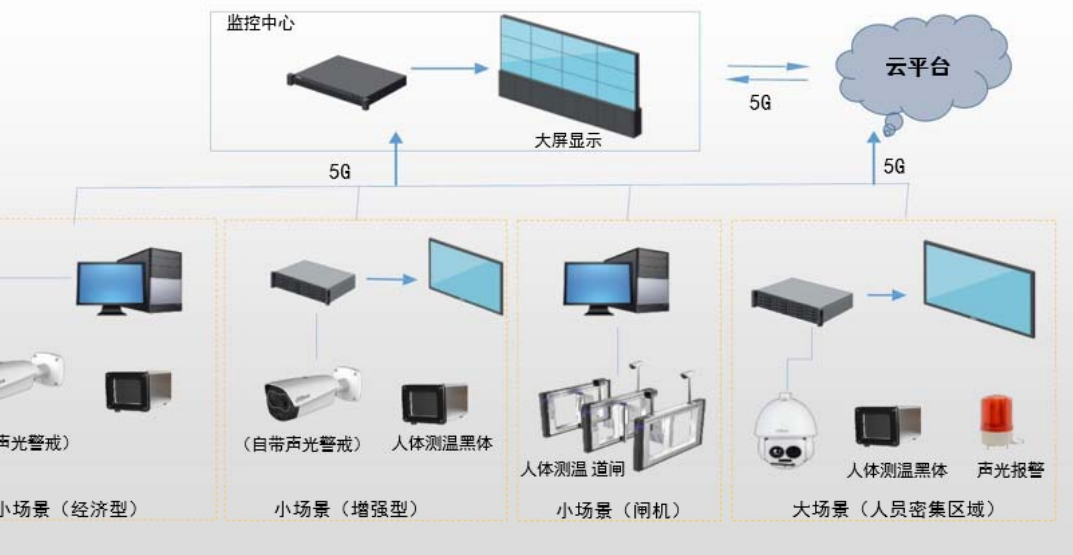 监控中心
云平台
5G
大屏显示
5G
5G
声光警戒）
（自带声光警戒）
人体测温黑体
人体测温 道闸
人体测温黑体
声光报警
小场景（经济型）
小场景（增强型）
小场景（闸机）
大场景（人员密集区域）